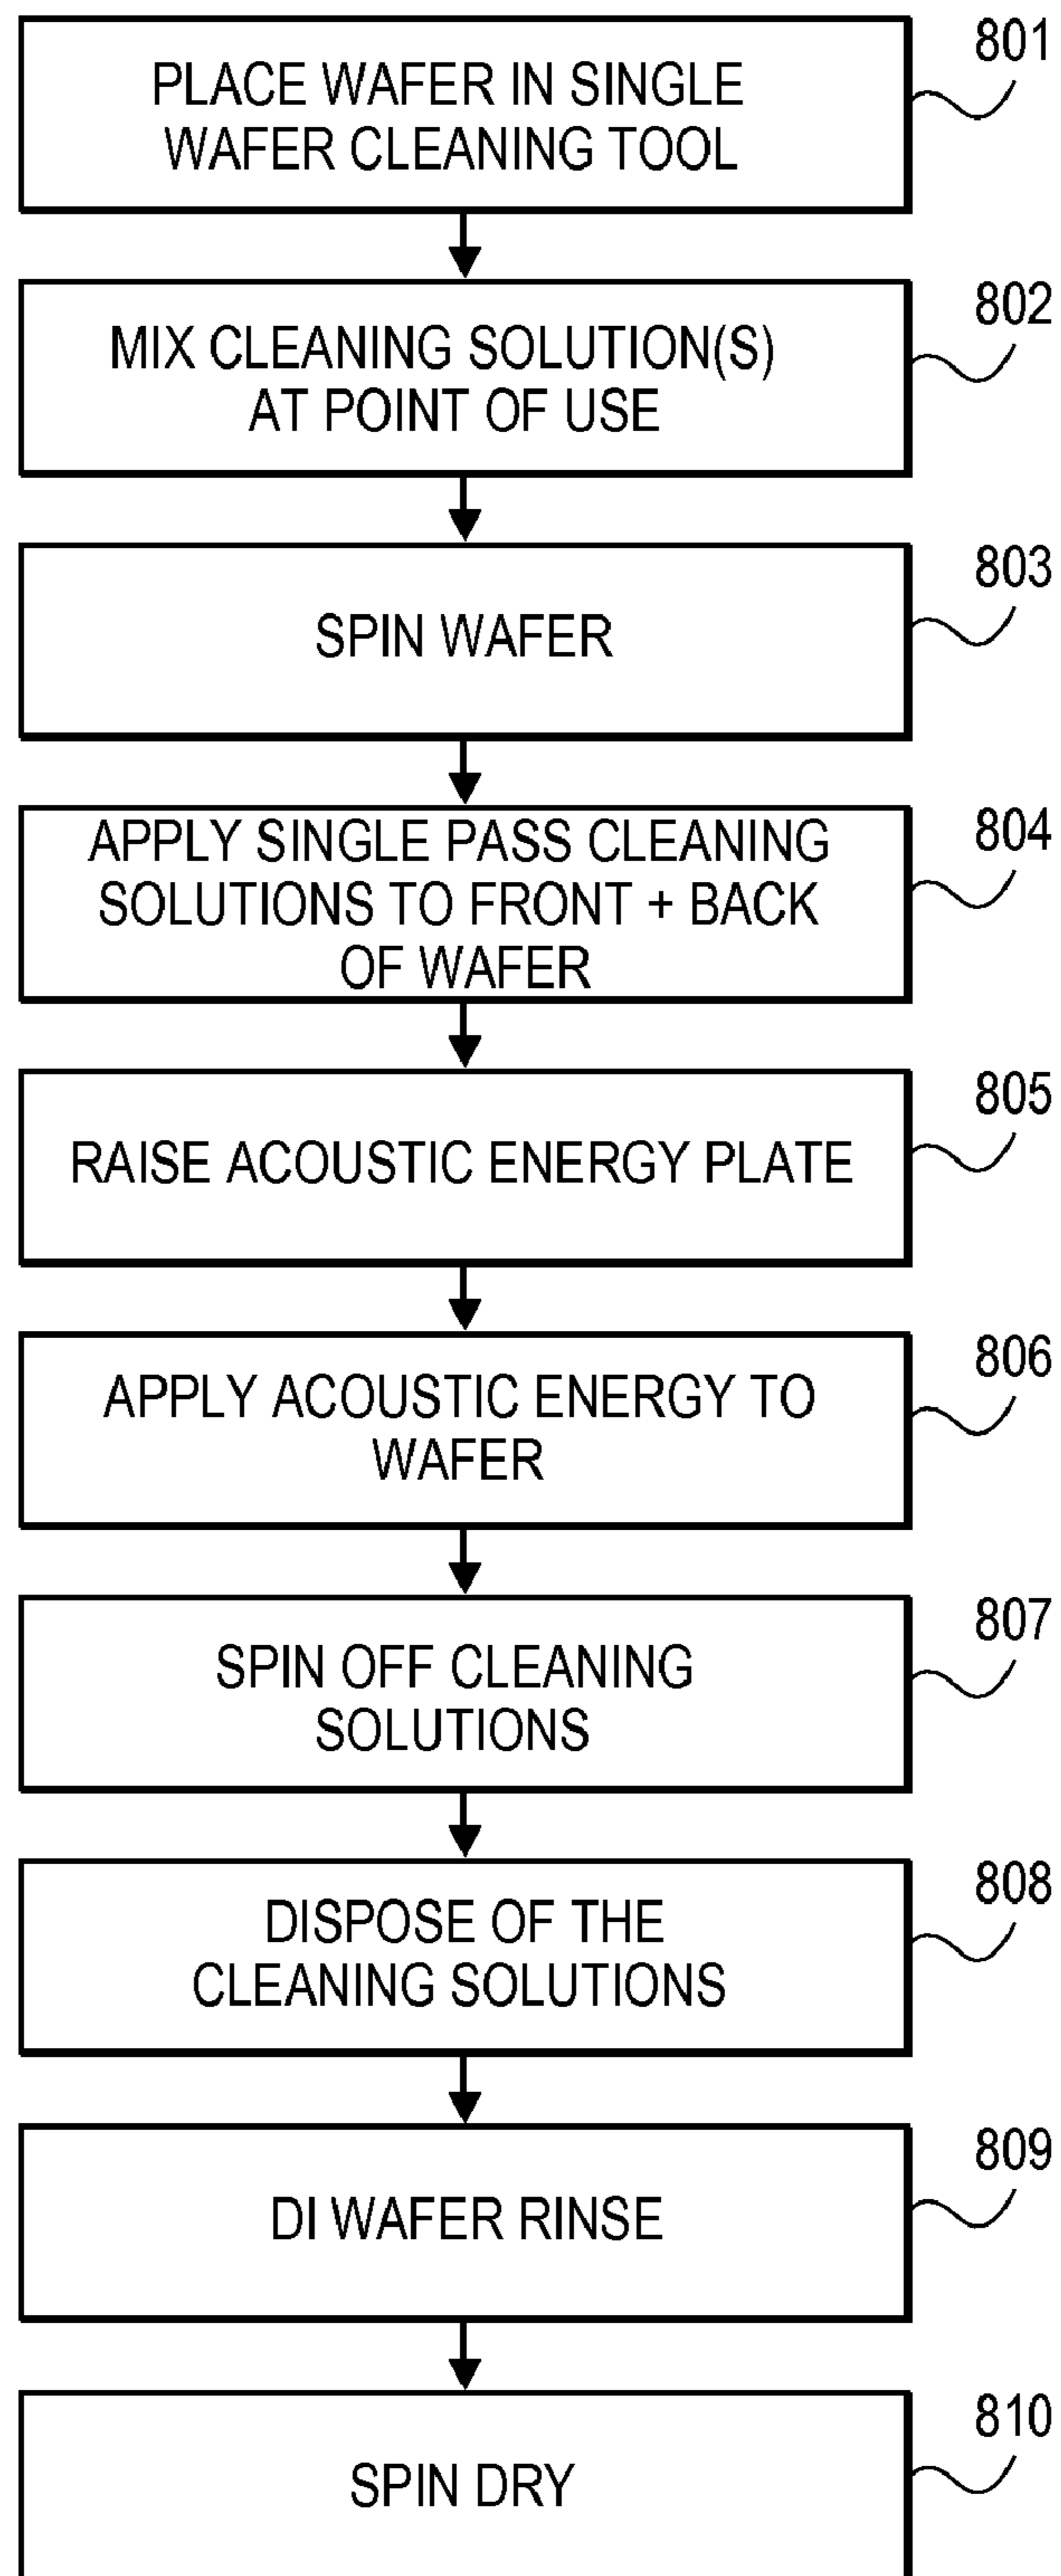 801
PLACE WAFER IN SINGLE
WAFER CLEANING TOOL
802
MIX CLEANING SOLUTION(S)
AT POINT OF USE
803
SPIN WAFER
804
APPLY SINGLE PASS CLEANING
SOLUTIONS TO FRONT + BACK
OF WAFER
805
RAISE ACOUSTIC ENERGY PLATE
806
APPLY ACOUSTIC ENERGY TO
WAFER
807
SPIN OFF CLEANING
SOLUTIONS
808
DISPOSE OF THE
CLEANING SOLUTIONS
809
DI WAFER RINSE
810
SPIN DRY